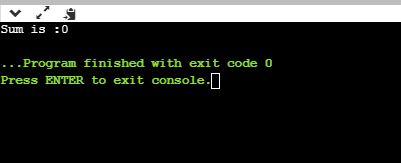 Sum is :0
...Program finished with exit code 0
Press ENTER to exit console.